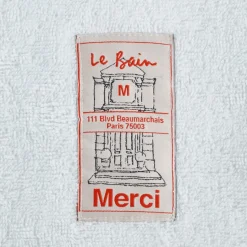 Le Bain
M
111 Blvd Beaumarchais
Paris 75003
Merci